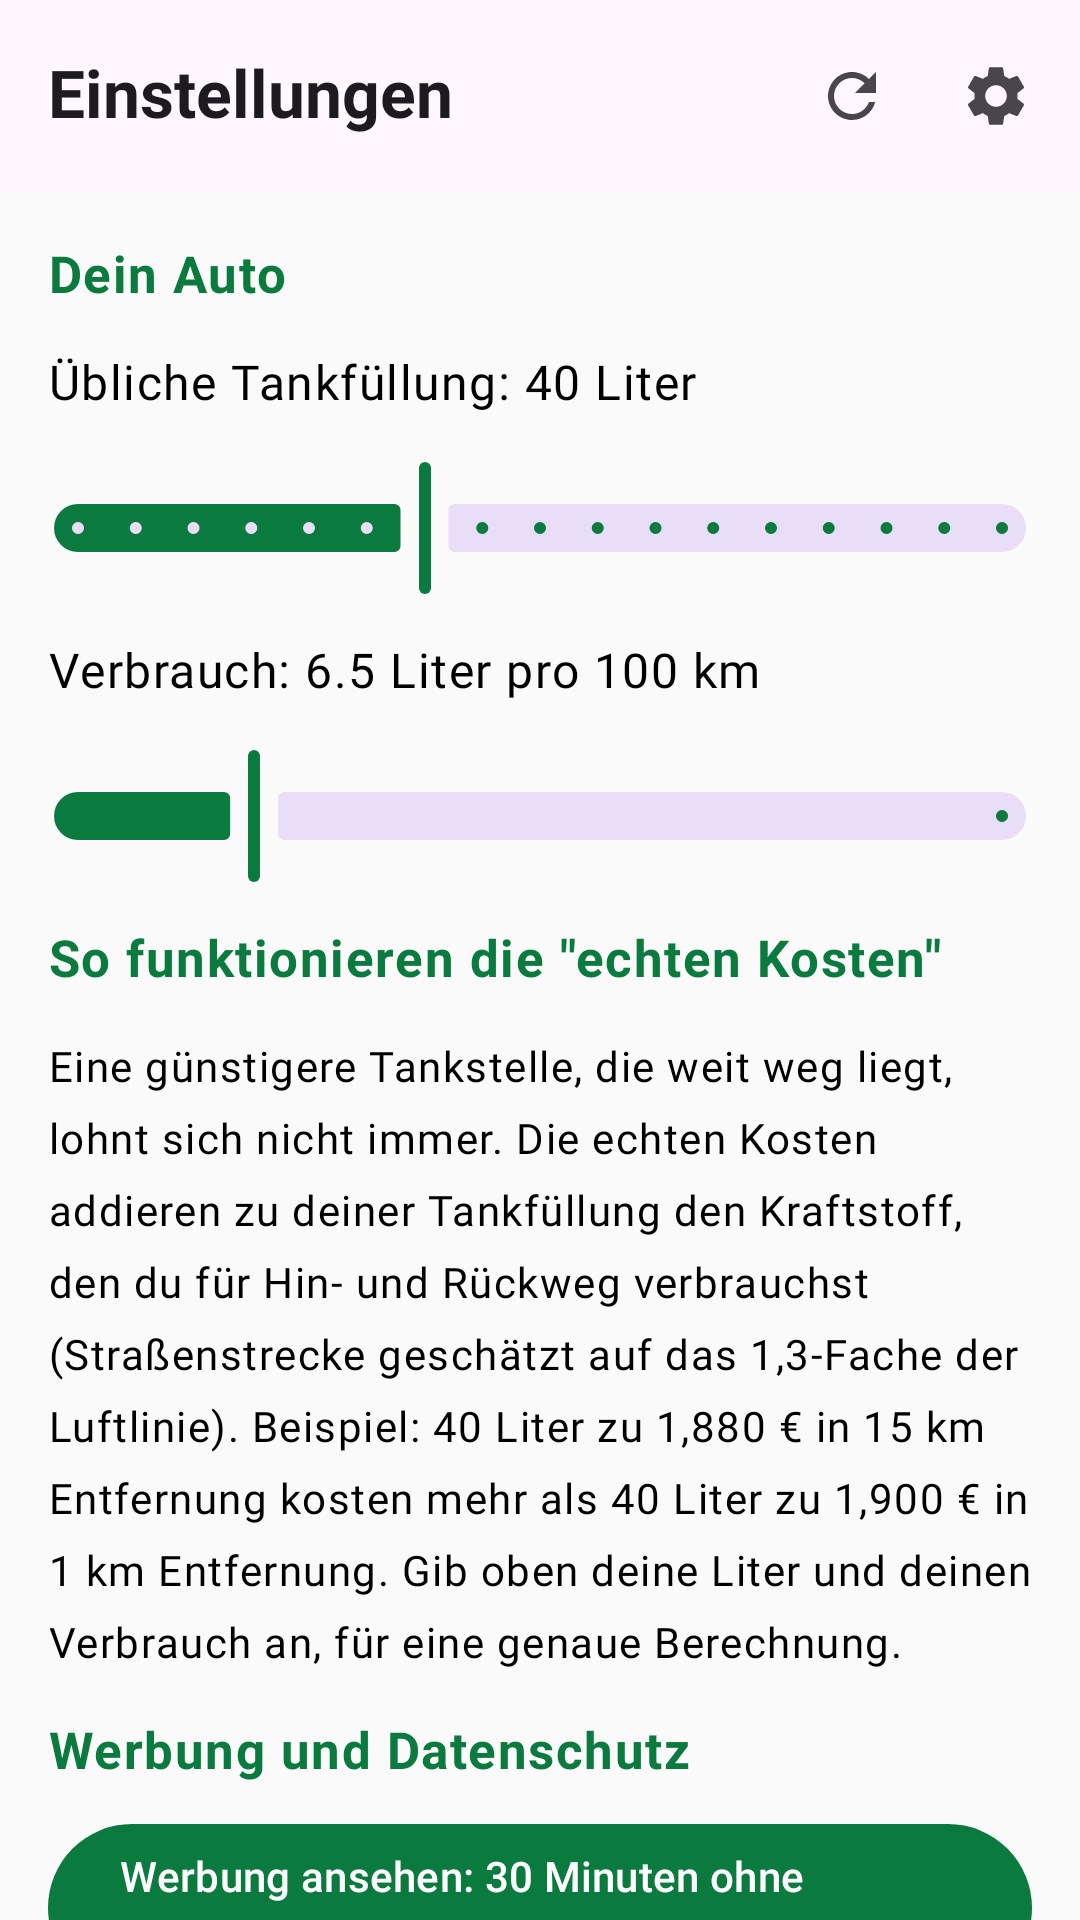 Einstellungen
Dein Auto
Übliche Tankfüllung: 40 Liter
Verbrauch: 6.5 Liter pro 100 km
So funktionieren die "echten Kosten"
Eine günstigere Tankstelle, die weit weg liegt,
lohnt sich nicht immer. Die echten Kosten
addieren zu deiner Tankfüllung den Kraftstoff,
den du für Hin- und Rückweg verbrauchst
(Straßenstrecke geschätzt auf das 1,3-Fache der
Luftlinie). Beispiel: 40 Liter zu 1,880 € in 15 km
Entfernung kosten mehr als 40 Liter zu 1,900 € in
1 km Entfernung. Gib oben deine Liter und deinen
Verbrauch an, für eine genaue Berechnung.
Werbung und Datenschutz
Werbung ansehen: 30 Minuten ohne